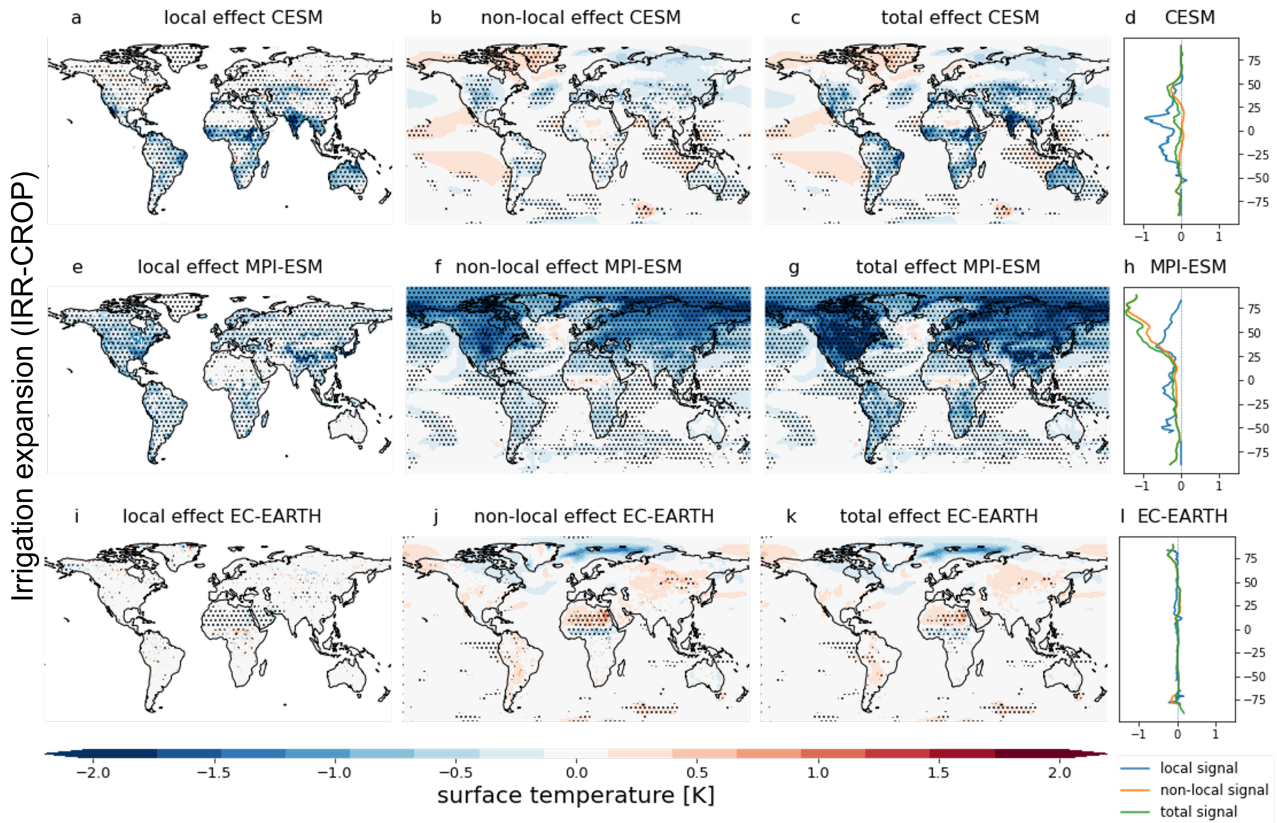 a local effect CESM b non-local effect CESM c total effect CESM d CESM
75
50
25
0
−25
−50
−75
−1 0 1
Irrigation expansion (IRR-CROP)
e local effect MPI-ESM f non-local effect MPI-ESM g total effect MPI-ESM h MPI-ESM
75
50
25
0
−25
−50
−75
−1 0 1
i local effect EC-EARTH j non-local effect EC-EARTH k total effect EC-EARTH l EC-EARTH
75
50
25
0
−25
−50
−75
−1 0 1
−2.0 −1.5 −1.0 −0.5 0.0 0.5 1.0 1.5 2.0
surface temperature [K]
local signal
non-local signal
total signal